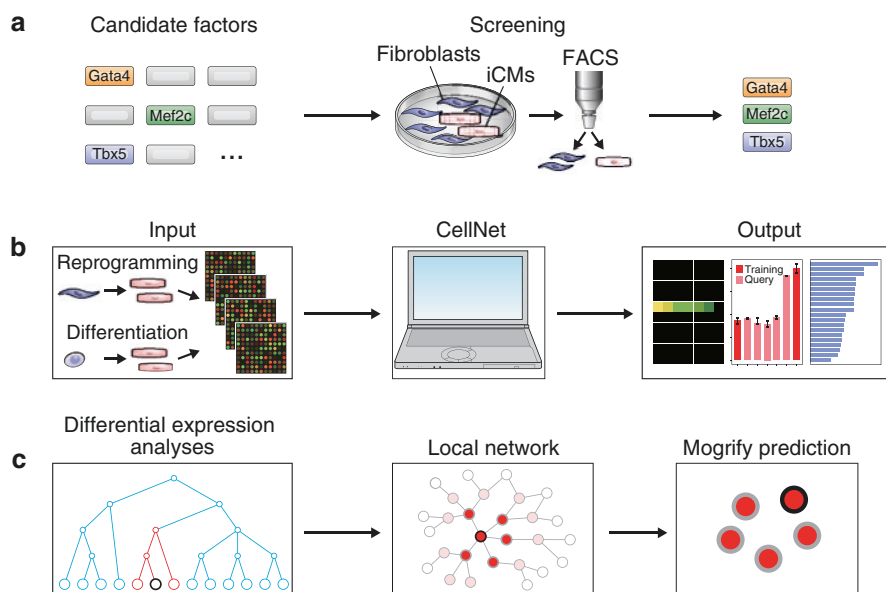 a
Candidate factors
Screening
Fibroblasts
iCMs
FACS
Gata4
Mef2c
Tbx5
...
Gata4
Mef2c
Tbx5
b
Input
CellNet
Output
Reprogramming
Differentiation
Training
Query
c
Differential expression
analyses
Local network
Mogrify prediction